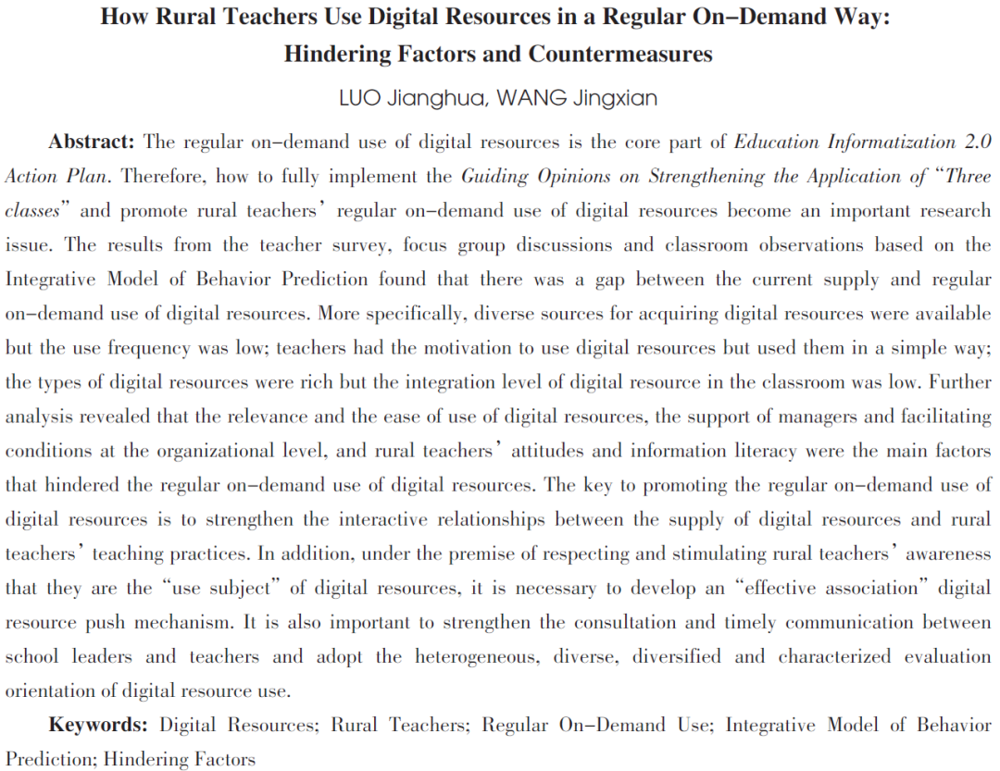 How Rural Teachers Use Digital Resources in a Regular On-Demand Way:
Hindering Factors and Countermeasures
LUO Jianghua, WANG Jingxian
Abstract: The regular on-demand use of digital resources is the core part of Education Informatization 2.0
Action Plan. Therefore, how to fully implement the Guiding Opinions on Strengthening the Application of “Three
classes” and promote rural teachers’ regular on-demand use of digital resources become an important research
issue. The results from the teacher survey, focus group discussions and classroom observations based on the
Integrative Model of Behavior Prediction found that there was a gap between the current supply and regular
on-demand use of digital resources. More specifically, diverse sources for acquiring digital resources were available
but the use frequency was low; teachers had the motivation to use digital resources but used them in a simple way;
the types of digital resources were rich but the integration level of digital resource in the classroom was low. Further
analysis revealed that the relevance and the ease of use of digital resources, the support of managers and facilitating
conditions at the organizational level, and rural teachers’ attitudes and information literacy were the main factors
that hindered the regular on-demand use of digital resources. The key to promoting the regular on-demand use of
digital resources is to strengthen the interactive relationships between the supply of digital resources and rural
teachers’ teaching practices. In addition, under the premise of respecting and stimulating rural teachers’ awareness
that they are the “use subject” of digital resources, it is necessary to develop an “effective association” digital
resource push mechanism. It is also important to strengthen the consultation and timely communication between
school leaders and teachers and adopt the heterogeneous, diverse, diversified and characterized evaluation
orientation of digital resource use.
Keywords: Digital Resources; Rural Teachers; Regular On-Demand Use; Integrative Model of Behavior
Prediction; Hindering Factors